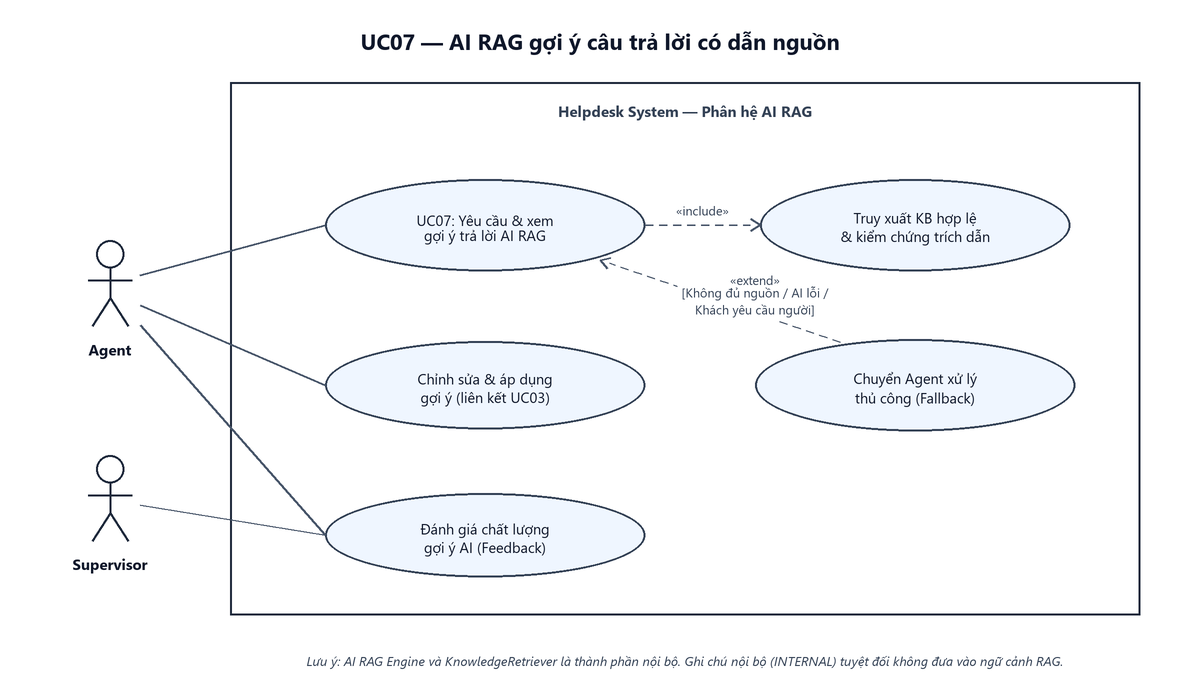 UC07 — AI RAG gợi ý câu trả lời có dẫn nguồn
Helpdesk System — Phân hệ AI RAG
UC07: Yêu cầu & xem
gợi ý trả lời AI RAG
«include»
Truy xuất KB hợp lệ
& kiểm chứng trích dẫn
«extend»
[Không đủ nguồn / AI lỗi /
Khách yêu cầu người]
Agent
Chỉnh sửa & áp dụng
gợi ý (liên kết UC03)
Chuyển Agent xử lý
thủ công (Fallback)
Supervisor
Đánh giá chất lượng
gợi ý AI (Feedback)
Lưu ý: AI RAG Engine và KnowledgeRetriever là thành phần nội bộ. Ghi chú nội bộ (INTERNAL) tuyệt đối không đưa vào ngữ cảnh RAG.